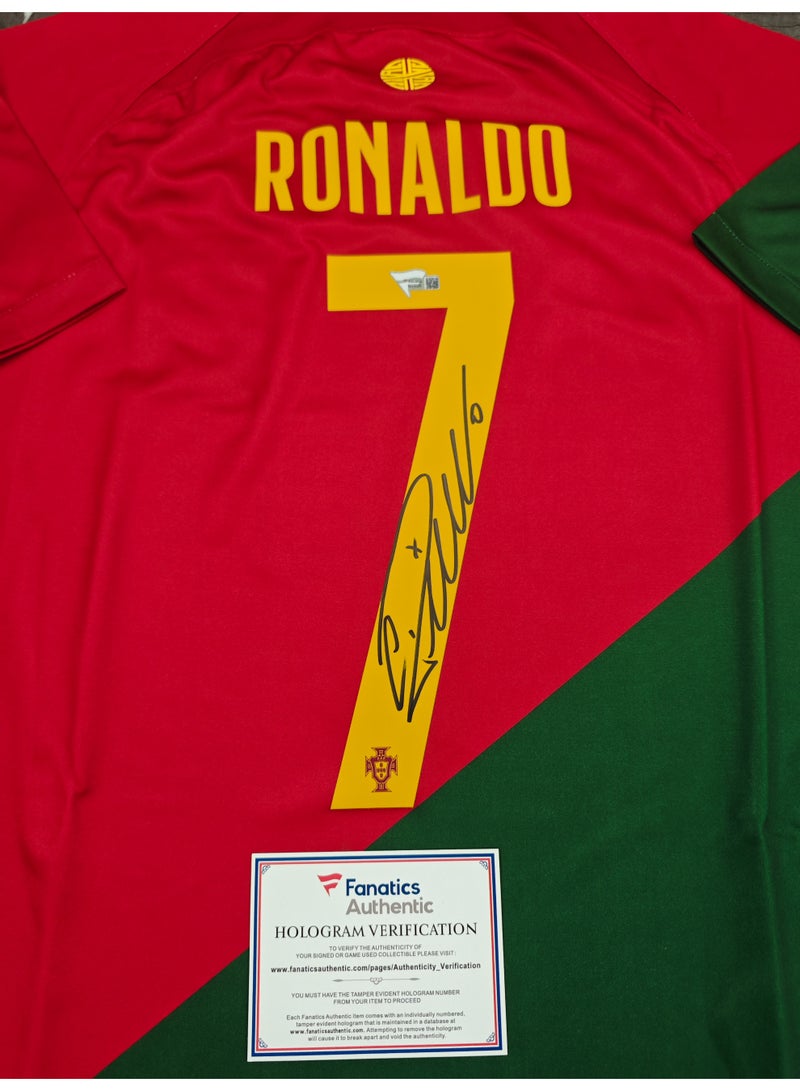 RONALDO
7
Fanatics
Authentic
HOLOGRAM VERIFICATION
TO VERIFY THE AUTHENTICITY OF
YOUR SIGNED OR GAME USED COLLECTIBLE PLEASE VISIT:
www.fanaticsauthentic.com/pages/Authenticity_Verification
YOU MUST HAVE THE TAMPER EVIDENT HOLOGRAM NUMBER
FROM YOUR ITEM TO PROCEED
Each Fanatics Authentic item comes with an individually numbered,
tamper evident hologram that is maintained in a database at
www.fanaticsauthentic.com. Attempting to remove the hologram
will cause it to break apart and void the authenticity.